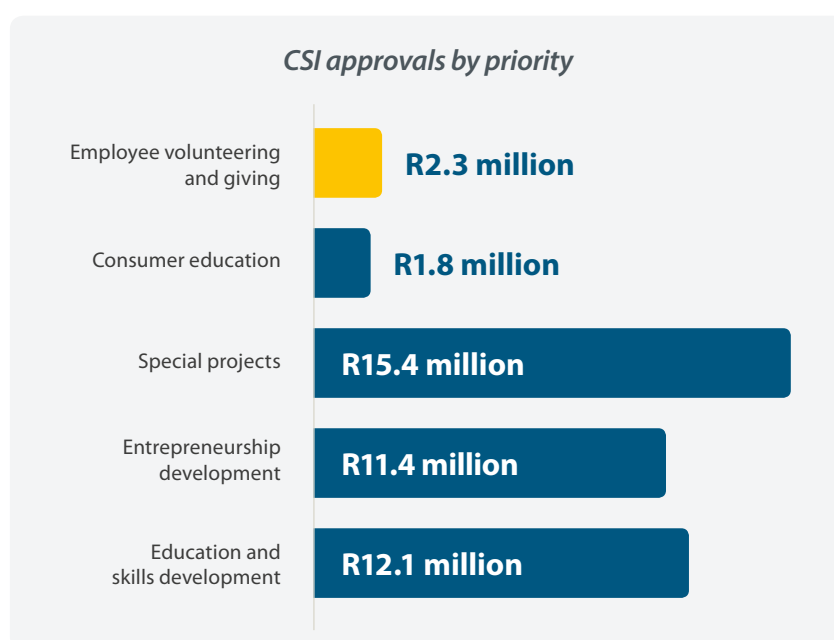 CSI approvals by priority
Employee volunteering
and giving
R2.3 million
Consumer education
R1.8 million
Special projects
R15.4 million
Entrepreneurship
development
R11.4 million
Education and
skills development
R12.1 million